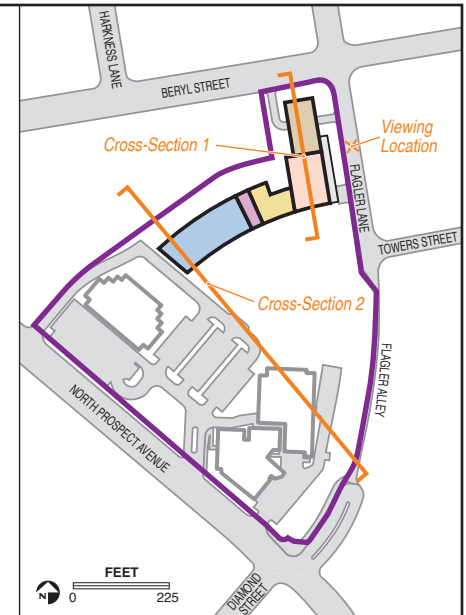 HARKNESS LANE
BERYL STREET
Cross-Section 1
Viewing
Location
FLAGLER LANE
TOWERS STREET
Cross-Section 2
FLAGLER ALLEY
NORTH PROSPECT AVENUE
DIAMOND
STREET
FEET
N
0
225